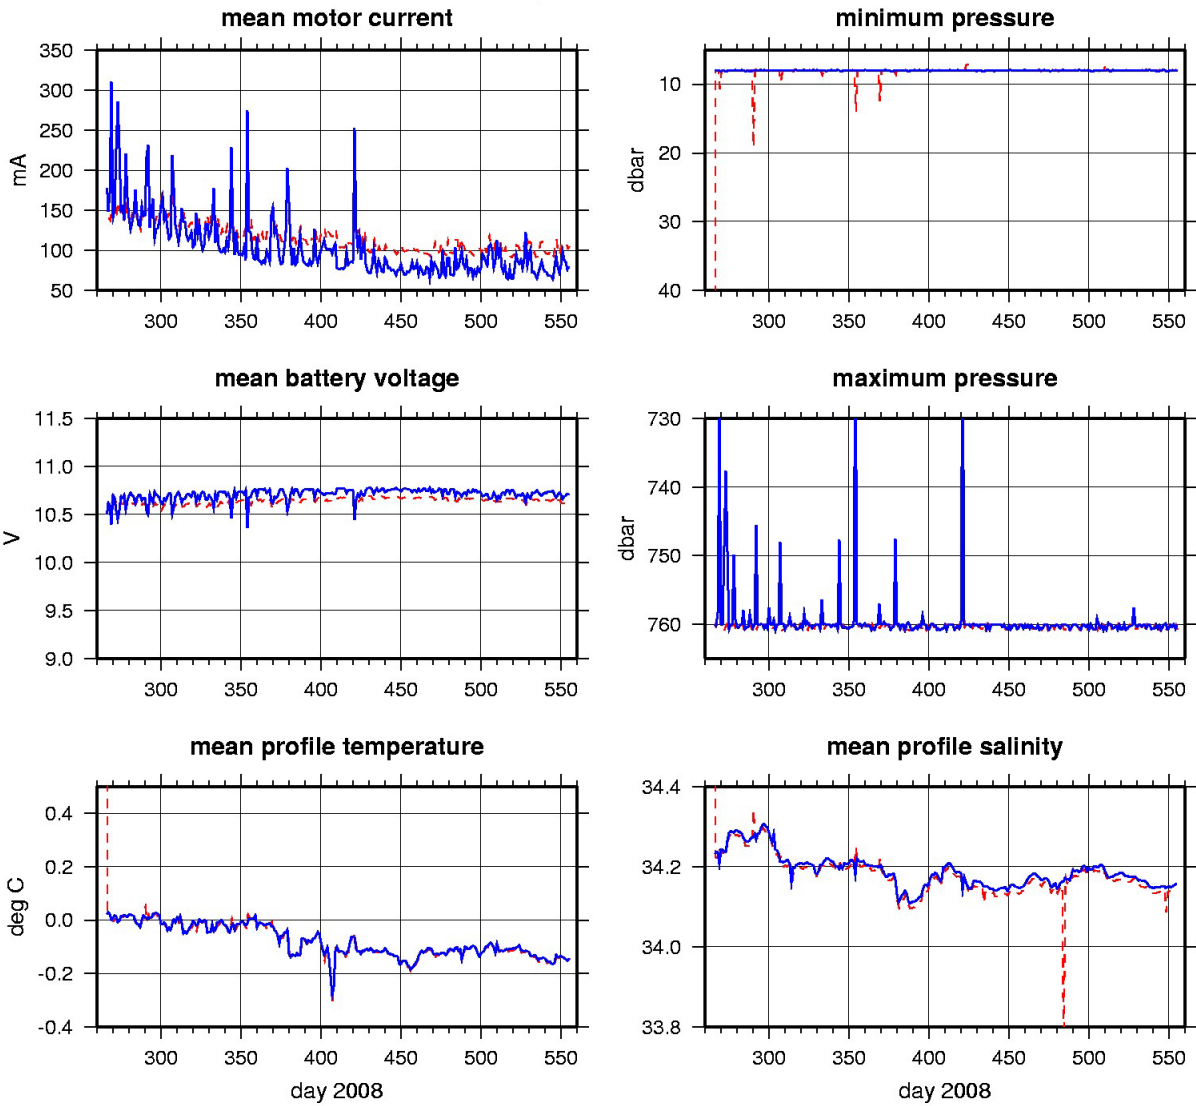 mean motor current
350
300
250
200
150
100
50
mA
300 350 400 450 500 550
minimum pressure
10
20
30
40
dbar
300 350 400 450 500 550
mean battery voltage
11.5
11.0
10.5
10.0
9.5
9.0
V
300 350 400 450 500 550
maximum pressure
730
740
750
760
dbar
300 350 400 450 500 550
mean profile temperature
0.4
0.2
0.0
-0.2
-0.4
deg C
300 350 400 450 500 550
day 2008
mean profile salinity
34.4
34.2
34.0
33.8
300 350 400 450 500 550
day 2008